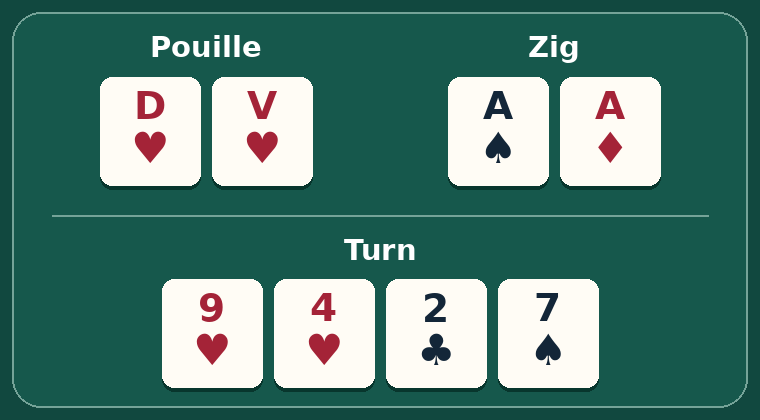 Pouille
Zig
D♥ V♥
A♠ A♦
Turn
9♥ 4♥ 2♣ 7♠